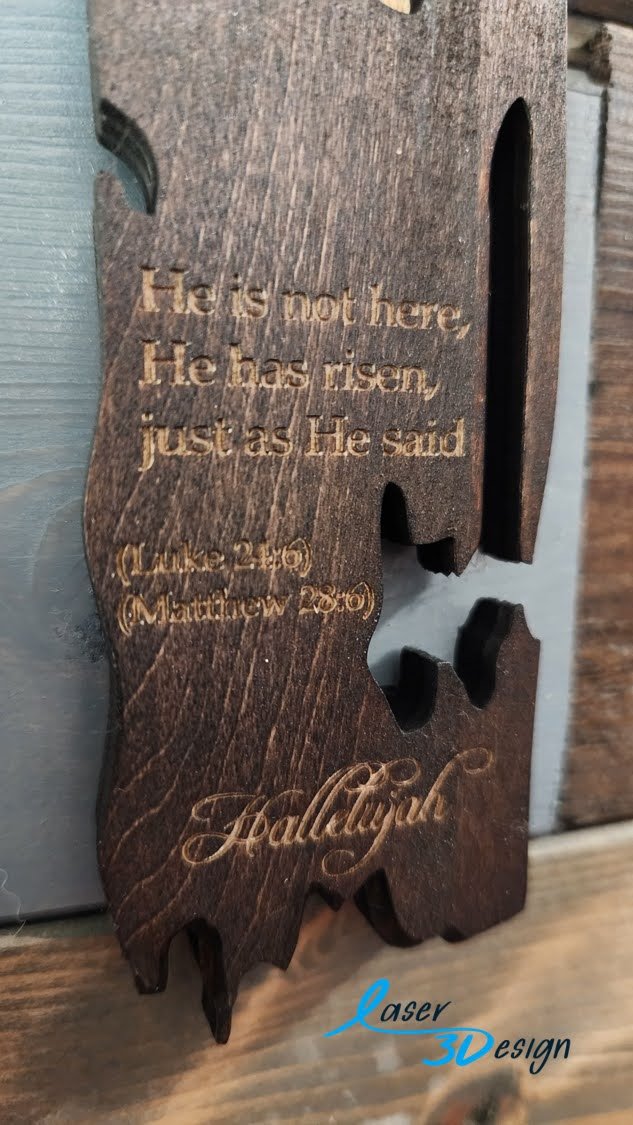 He is not here,
He has risen,
just as He said
(Luke 24:6)
(Matthew 28:6)
Hallelujah
Laser
3Design